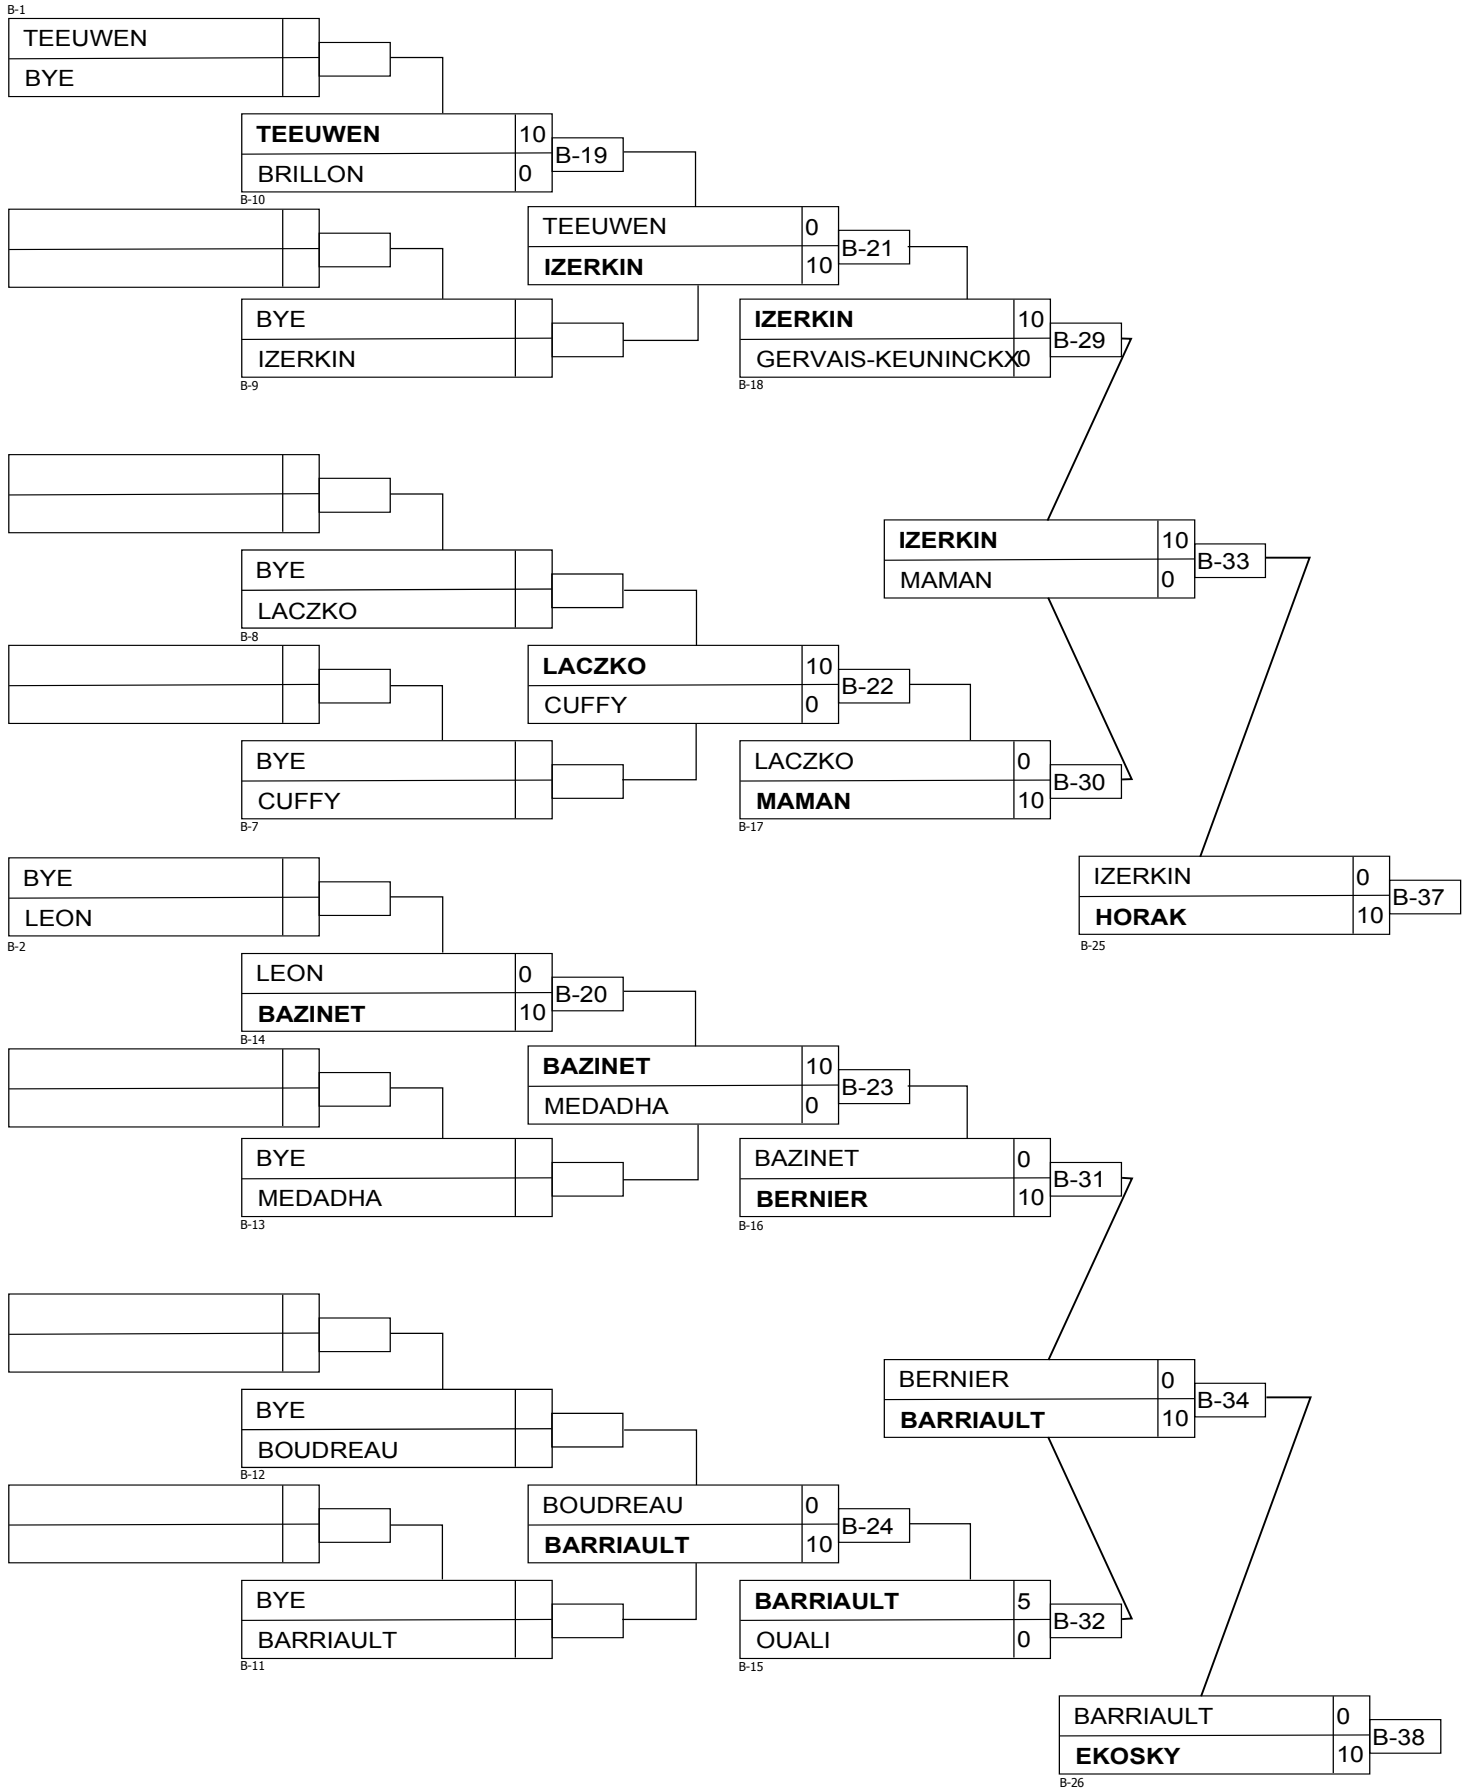 B-1
TEEUWEN
BYE
TEEUWEN 10
BRILLON 0
B-19
B-10
TEEUWEN 0
IZERKIN 10
B-21
BYE
IZERKIN
B-9
IZERKIN 10
GERVAIS-KEUNINCKX 0
B-29
B-18
BYE
LACZKO
B-8
IZERKIN 10
MAMAN 0
B-33
LACZKO 10
CUFFY 0
B-22
BYE
CUFFY
B-7
LACZKO 0
MAMAN 10
B-30
B-17
IZERKIN 0
HORAK 10
B-37
B-25
BYE
LEON
B-2
LEON 0
BAZINET 10
B-20
B-14
BAZINET 10
MEDADHA 0
B-23
BYE
MEDADHA
B-13
BAZINET 0
BERNIER 10
B-31
B-16
BERNIER 0
BARRIAULT 10
B-34
BYE
BOUDREAU
B-12
BOUDREAU 0
BARRIAULT 10
B-24
BYE
BARRIAULT
B-11
BARRIAULT 5
OUALI 0
B-32
B-15
BARRIAULT 0
EKOSKY 10
B-38
B-26